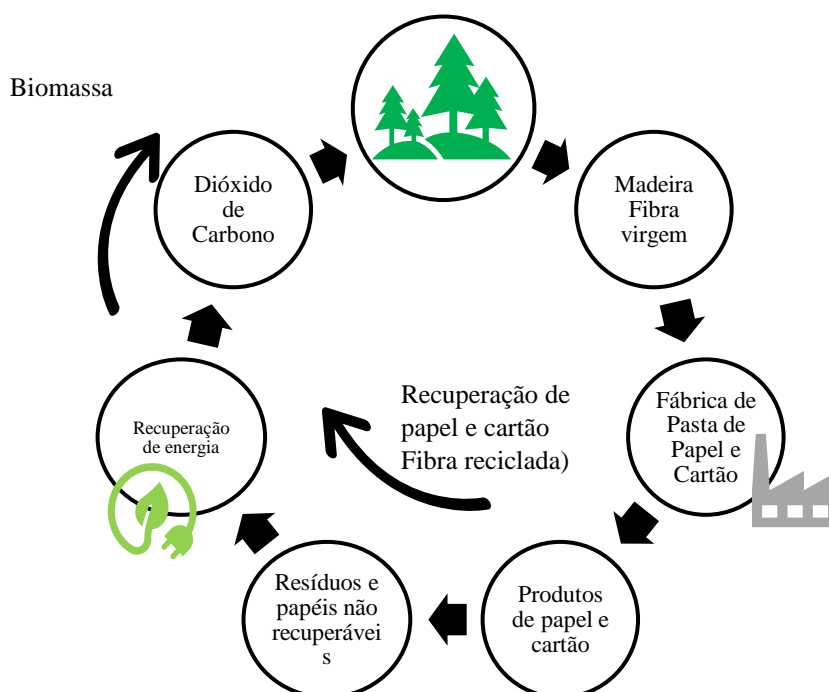 Biomassa
Dióxido
de
Carbono
Madeira
Fibra
virgem
Fábrica de
Pasta de
Papel e
Cartão
Recuperação de
papel e cartão
Fibra reciclada)
Recuperação
de energia
Produtos
de papel e
cartão
Resíduos e
papéis não
recuperávei
s